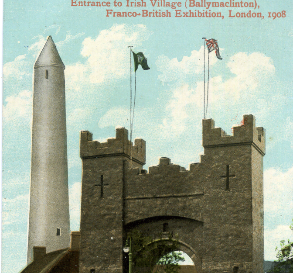 Entrance to Irish Village (Ballymaclinton),
Franco-British Exhibition, London, 1908